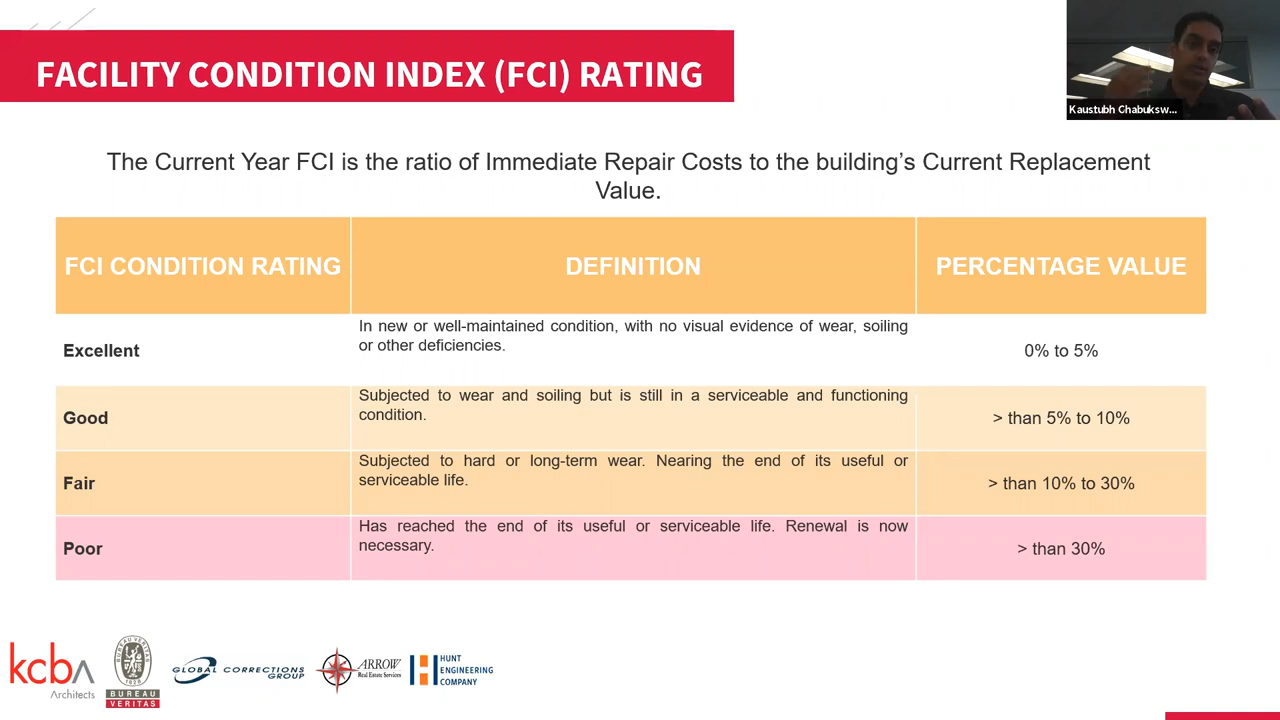 FACILITY CONDITION INDEX (FCI) RATING
Kaustubh Chabuksw...
The Current Year FCI is the ratio of Immediate Repair Costs to the building’s Current Replacement
Value.
FCI CONDITION RATING
DEFINITION
PERCENTAGE VALUE
Excellent
In new or well-maintained condition, with no visual evidence of wear, soiling
or other deficiencies.
0% to 5%
Good
Subjected to wear and soiling but is still in a serviceable and functioning
condition.
> than 5% to 10%
Fair
Subjected to hard or long-term wear. Nearing the end of its useful or
serviceable life.
> than 10% to 30%
Poor
Has reached the end of its useful or serviceable life. Renewal is now
necessary.
> than 30%
kcba
Architects
BUREAU VERITAS
1828
BUREAU
VERITAS
GLOBAL CORRECTIONS
GROUP
ARROW
Real Estate Services
H
HUNT
ENGINEERING
COMPANY